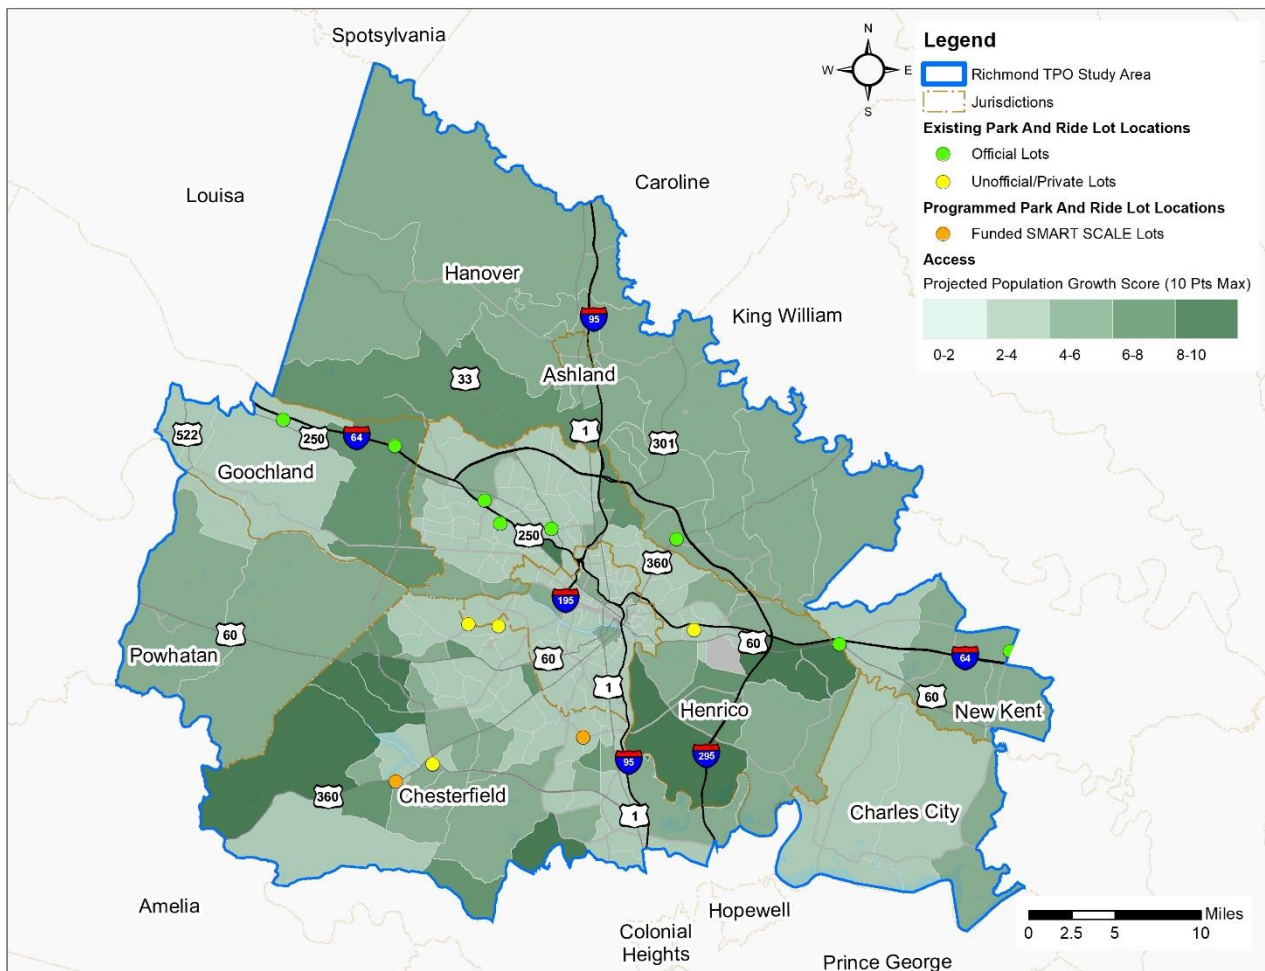 Spotsylvania
N
W
E
S
Legend
Richmond TPO Study Area
Jurisdictions
Existing Park And Ride Lot Locations
Official Lots
Unofficial/Private Lots
Programmed Park And Ride Lot Locations
Funded SMART SCALE Lots
Access
Projected Population Growth Score (10 Pts Max)
0-2 2-4 4-6 6-8 8-10
Louisa
Caroline
Hanover
King William
95
33
Ashland
522
250
64
1
301
Goochland
250
360
195
60
60
60
64
Powhatan
60
New Kent
1
Henrico
95
295
360
Chesterfield
1
Charles City
Amelia
Hopewell
Colonial
Heights
Prince George
Miles
0 2.5 5 10